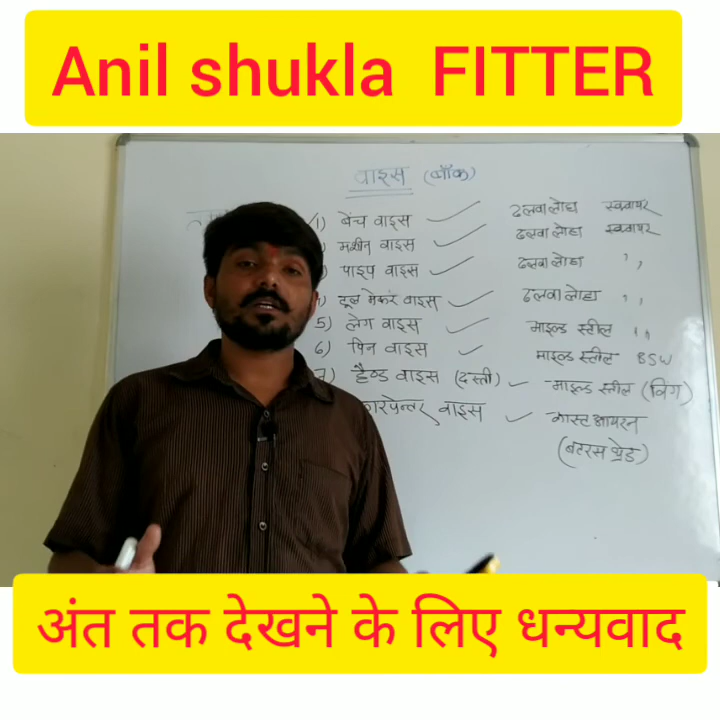 Anil shukla FITTER
वाइस (बाँक)
1) बेंच वाइस ढलवा लोहा स्क्वायर
मशीन वाइस ढलवा लोहा स्क्वायर
पाइप वाइस ढलवा लोहा ,,
टूल मेकर वाइस ढलवा लोहा ,,
5) लेग वाइस माइल्ड स्टील ,,
6) पिन वाइस माइल्ड स्टील BSW
7) हैण्ड वाइस (दस्ती) माइल्ड स्टील (विंग)
कारपेन्टर वाइस कास्ट आयरन
(बटरस थ्रेड)
अंत तक देखने के लिए धन्यवाद